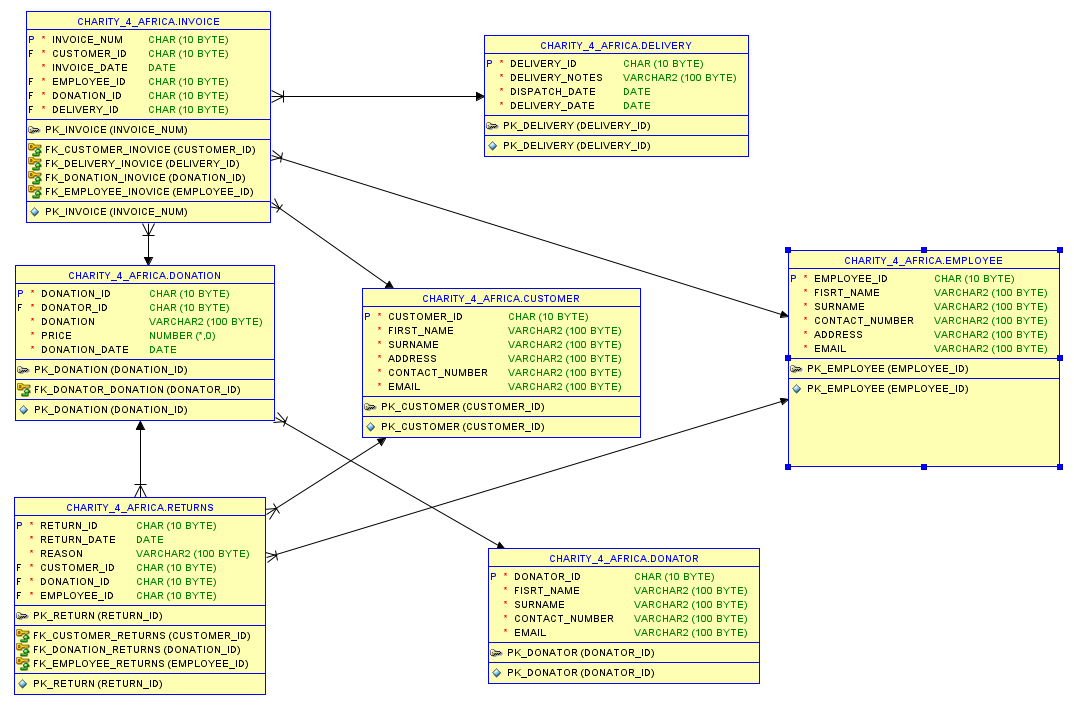 CHARITY_4_AFRICA.INVOICE
P * INVOICE_NUM CHAR (10 BYTE)
F * CUSTOMER_ID CHAR (10 BYTE)
* INVOICE_DATE DATE
F * EMPLOYEE_ID CHAR (10 BYTE)
F * DONATION_ID CHAR (10 BYTE)
F * DELIVERY_ID CHAR (10 BYTE)
PK_INVOICE (INVOICE_NUM)
FK_CUSTOMER_INOVICE (CUSTOMER_ID)
FK_DELIVERY_INOVICE (DELIVERY_ID)
FK_DONATION_INOVICE (DONATION_ID)
FK_EMPLOYEE_INOVICE (EMPLOYEE_ID)
PK_INVOICE (INVOICE_NUM)
CHARITY_4_AFRICA.DELIVERY
P * DELIVERY_ID CHAR (10 BYTE)
* DELIVERY_NOTES VARCHAR2 (100 BYTE)
* DISPATCH_DATE DATE
* DELIVERY_DATE DATE
PK_DELIVERY (DELIVERY_ID)
PK_DELIVERY (DELIVERY_ID)
CHARITY_4_AFRICA.DONATION
P * DONATION_ID CHAR (10 BYTE)
F * DONATOR_ID CHAR (10 BYTE)
* DONATION VARCHAR2 (100 BYTE)
* PRICE NUMBER (*,0)
* DONATION_DATE DATE
PK_DONATION (DONATION_ID)
FK_DONATOR_DONATION (DONATOR_ID)
PK_DONATION (DONATION_ID)
CHARITY_4_AFRICA.CUSTOMER
P * CUSTOMER_ID CHAR (10 BYTE)
* FIRST_NAME VARCHAR2 (100 BYTE)
* SURNAME VARCHAR2 (100 BYTE)
* ADDRESS VARCHAR2 (100 BYTE)
* CONTACT_NUMBER VARCHAR2 (100 BYTE)
* EMAIL VARCHAR2 (100 BYTE)
PK_CUSTOMER (CUSTOMER_ID)
PK_CUSTOMER (CUSTOMER_ID)
CHARITY_4_AFRICA.EMPLOYEE
P * EMPLOYEE_ID CHAR (10 BYTE)
* FISRT_NAME VARCHAR2 (100 BYTE)
* SURNAME VARCHAR2 (100 BYTE)
* CONTACT_NUMBER VARCHAR2 (100 BYTE)
* ADDRESS VARCHAR2 (100 BYTE)
* EMAIL VARCHAR2 (100 BYTE)
PK_EMPLOYEE (EMPLOYEE_ID)
PK_EMPLOYEE (EMPLOYEE_ID)
CHARITY_4_AFRICA.RETURNS
P * RETURN_ID CHAR (10 BYTE)
* RETURN_DATE DATE
* REASON VARCHAR2 (100 BYTE)
F * CUSTOMER_ID CHAR (10 BYTE)
F * DONATION_ID CHAR (10 BYTE)
F * EMPLOYEE_ID CHAR (10 BYTE)
PK_RETURN (RETURN_ID)
FK_CUSTOMER_RETURNS (CUSTOMER_ID)
FK_DONATION_RETURNS (DONATION_ID)
FK_EMPLOYEE_RETURNS (EMPLOYEE_ID)
PK_RETURN (RETURN_ID)
CHARITY_4_AFRICA.DONATOR
P * DONATOR_ID CHAR (10 BYTE)
* FISRT_NAME VARCHAR2 (100 BYTE)
* SURNAME VARCHAR2 (100 BYTE)
* CONTACT_NUMBER VARCHAR2 (100 BYTE)
* EMAIL VARCHAR2 (100 BYTE)
PK_DONATOR (DONATOR_ID)
PK_DONATOR (DONATOR_ID)